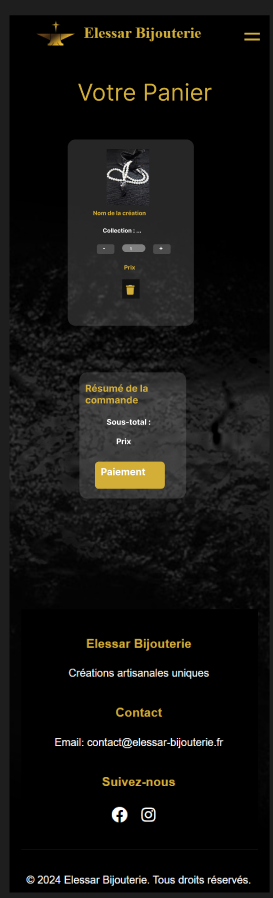 Elessar Bijouterie
Votre Panier
Nom de la création
Collection : ...
- 1 +
Prix
Résumé de la
commande
Sous-total :
Prix
Paiement
Elessar Bijouterie
Créations artisanales uniques
Contact
Email: contact@elessar-bijouterie.fr
Suivez-nous
© 2024 Elessar Bijouterie. Tous droits réservés.